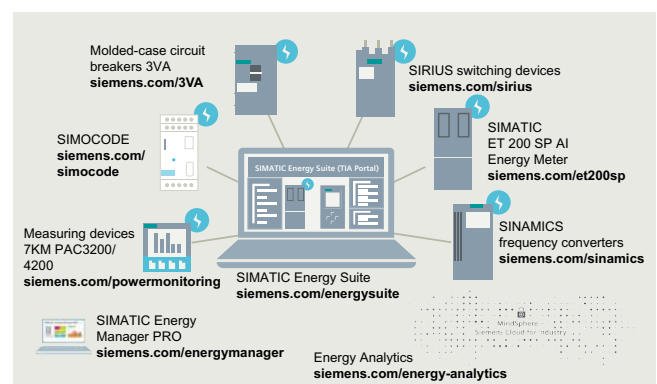 Molded-case circuit
breakers 3VA
siemens.com/3VA
SIRIUS switching devices
siemens.com/sirius
SIMOCODE
siemens.com/
simocode
SIMATIC
ET 200 SP AI
Energy Meter
siemens.com/et200sp
SIMATIC Energy Suite (TIA Portal)
Measuring devices
7KM PAC3200/
4200
siemens.com/powermonitoring
SINAMICS
frequency converters
siemens.com/sinamics
SIMATIC Energy Suite
siemens.com/energysuite
MindSphere
Siemens Cloud for Industry
SIMATIC Energy
Manager PRO
siemens.com/energymanager
Energy Analytics
siemens.com/energy-analytics